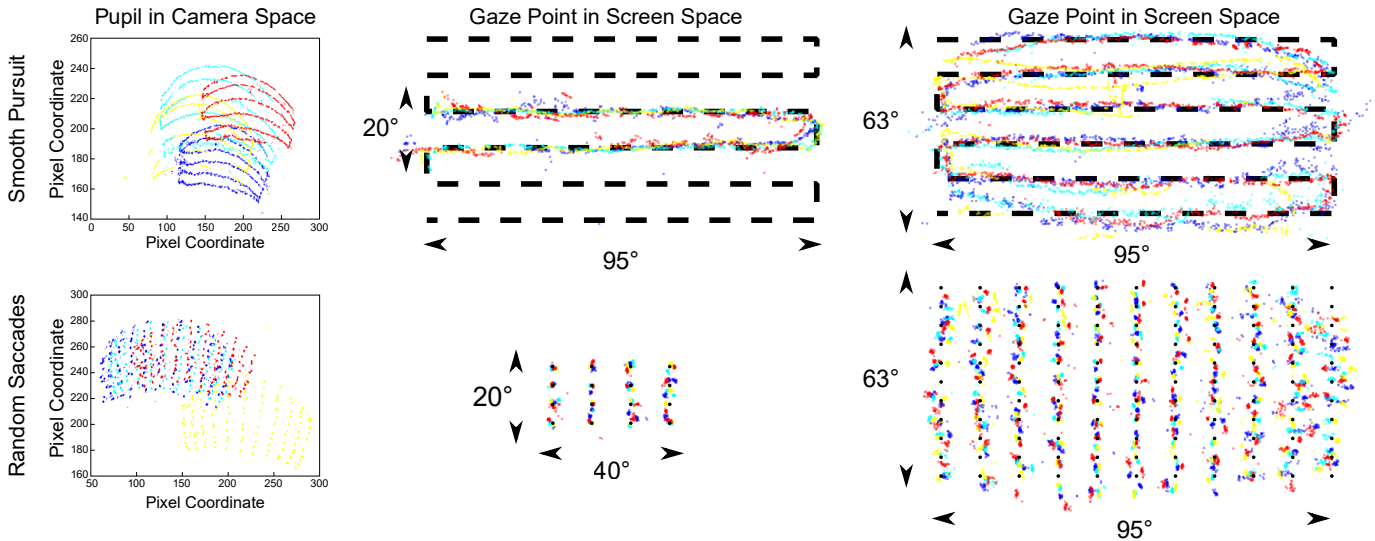 Pupil in Camera Space
Gaze Point in Screen Space
Gaze Point in Screen Space
Smooth Pursuit
Pixel Coordinate
260
240
220
200
180
160
140
0 50 100 150 200 250 300
Pixel Coordinate
20°
95°
63°
95°
Random Saccades
Pixel Coordinate
300
280
260
240
220
200
180
160
50 100 150 200 250 300
Pixel Coordinate
20°
40°
63°
95°